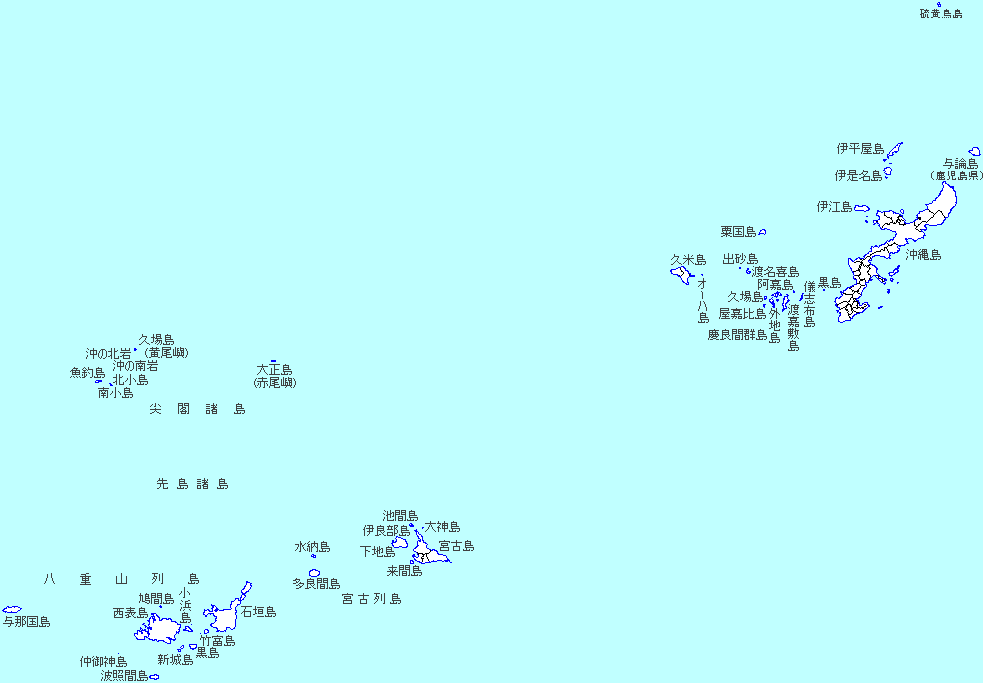 硫黄鳥島
伊平屋島
与論島
(鹿児島県)
伊是名島
伊江島
沖縄島
粟国島
久米島
出砂島
渡名喜島
阿嘉島
黒島
儀志布島
オーハ島
久場島
屋嘉比島
外地島
渡嘉敷島
慶良間群島
久場島
(黄尾嶼)
沖の北岩
沖の南岩
魚釣島
北小島
南小島
大正島
(赤尾嶼)
尖閣諸島
先島諸島
池間島
大神島
伊良部島
宮古島
下地島
水納島
来間島
多良間島
宮古列島
八重山列島
鳩間島
小浜島
西表島
石垣島
与那国島
竹富島
黒島
新城島
仲御神島
波照間島